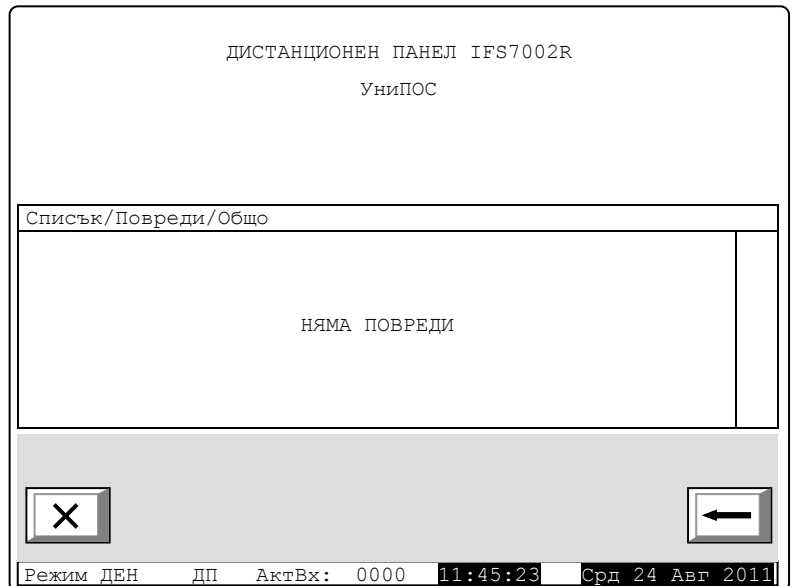 ДИСТАНЦИОНЕН ПАНЕЛ IFS7002R
УниПОС
Списък/Повреди/Общо
НЯМА ПОВРЕДИ
Режим ДЕН ДП АктВх: 0000 11:45:23 Срд 24 Авг 2011